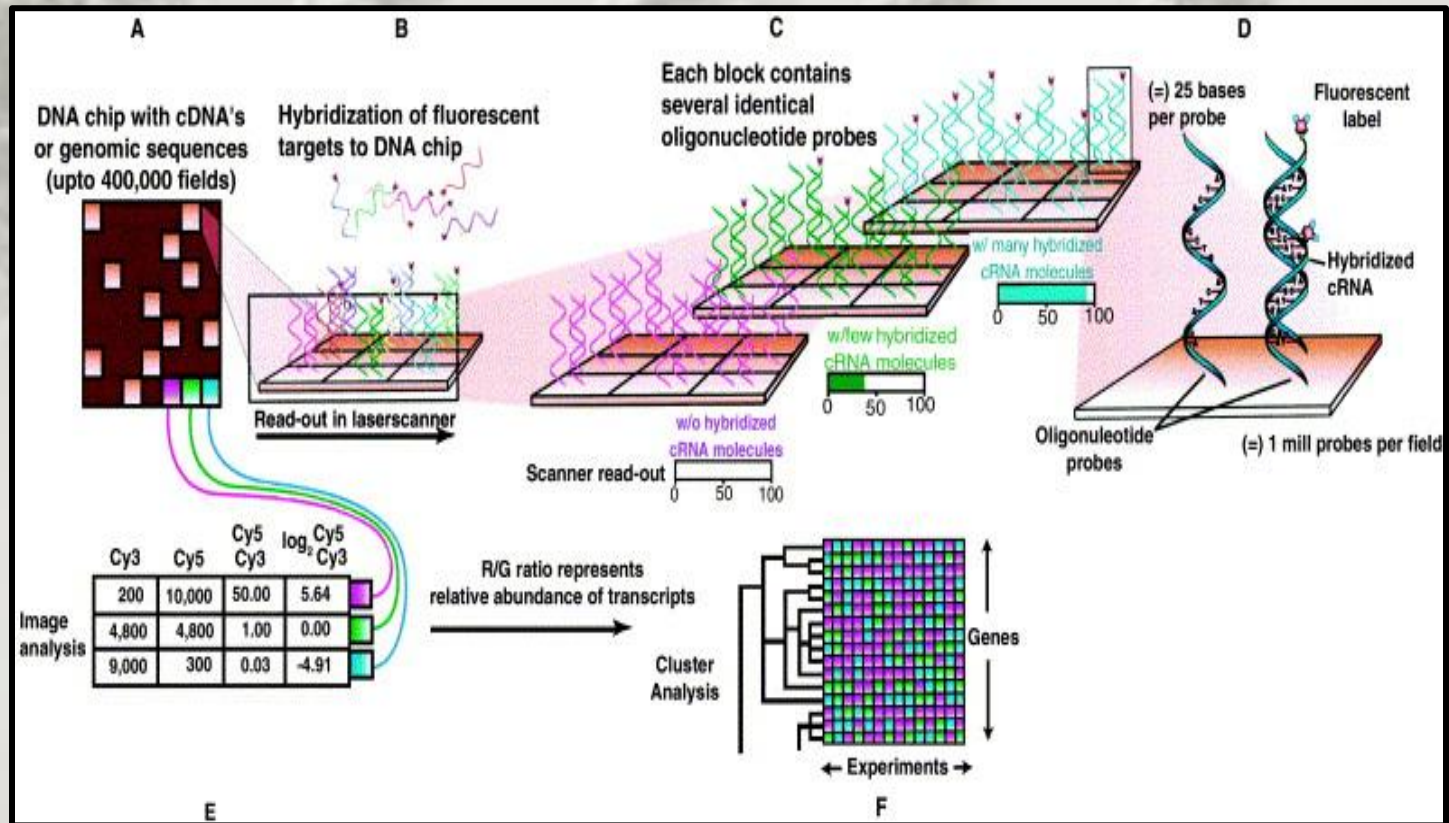 A
B
C
D
DNA chip with cDNA's
or genomic sequences
(upto 400,000 fields)
Hybridization of fluorescent
targets to DNA chip
Each block contains
several identical
oligonucleotide probes
(=) 25 bases
per probe
Fluorescent
label
Hybridized
cRNA
w/ many hybridized
cRNA molecules
0 50 100
w/few hybridized
cRNA molecules
0 50 100
w/o hybridized
cRNA molecules
Scanner read-out
0 50 100
Read-out in laserscanner
Oligonuleotide
probes
(=) 1 mill probes per field
Image
analysis
Cy3 Cy5 Cy5 Cy3 log2 Cy5 Cy3
200 10,000 50.00 5.64
4,800 4,800 1.00 0.00
9,000 300 0.03 -4.91
R/G ratio represents
relative abundance of transcripts
Cluster
Analysis
Genes
Experiments
E
F